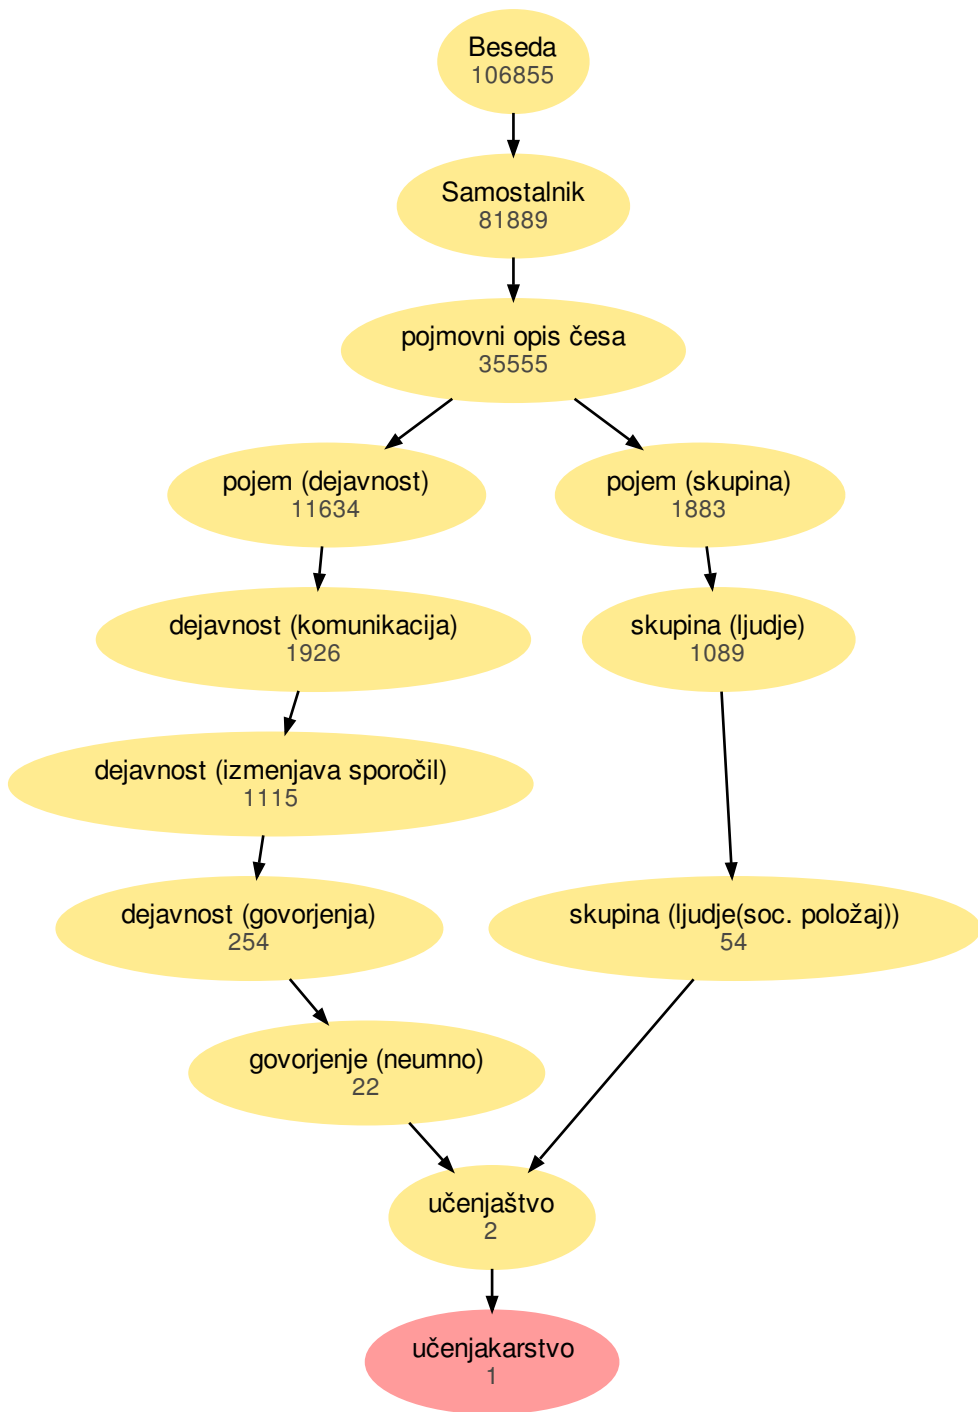 Beseda
106855
Samostalnik
81889
pojmovni opis česa
35555
pojem (dejavnost)
11634
pojem (skupina)
1883
dejavnost (komunikacija)
1926
skupina (ljudje)
1089
dejavnost (izmenjava sporočil)
1115
dejavnost (govorjenja)
254
skupina (ljudje(soc. položaj))
54
govorjenje (neumno)
22
učenjaštvo
2
učenjakarstvo
1